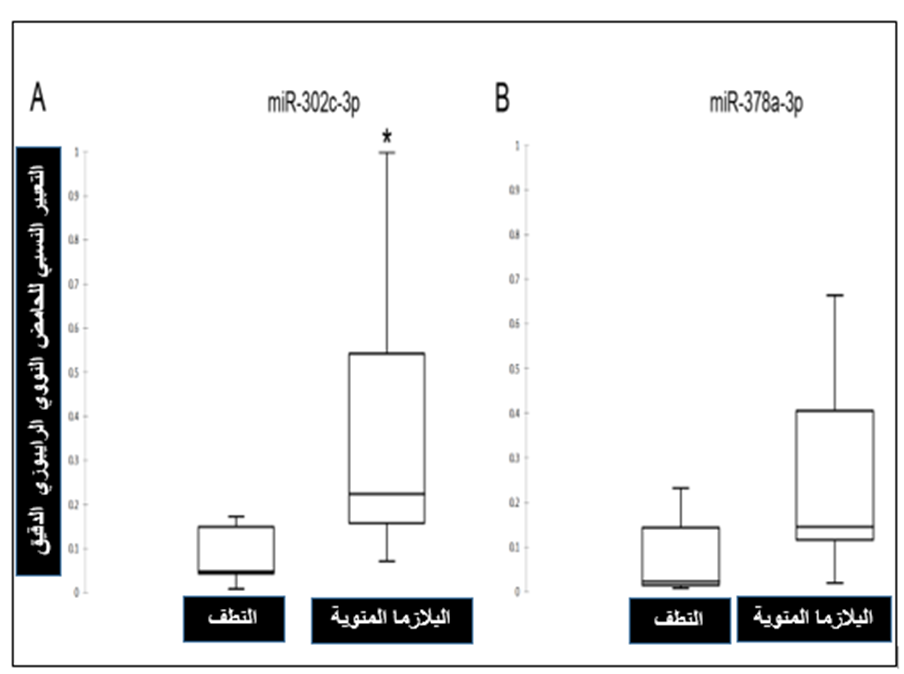 A
miR-302c-3p
B
miR-378a-3p
*
التعبير النسبي للحامض النووي الرايبوزي الدقيق
1
0.9
0.8
0.7
0.6
0.5
0.4
0.3
0.2
0.1
0
1
0.9
0.8
0.7
0.6
0.5
0.4
0.3
0.2
0.1
0
النطف
البلازما المنوية
النطف
البلازما المنوية